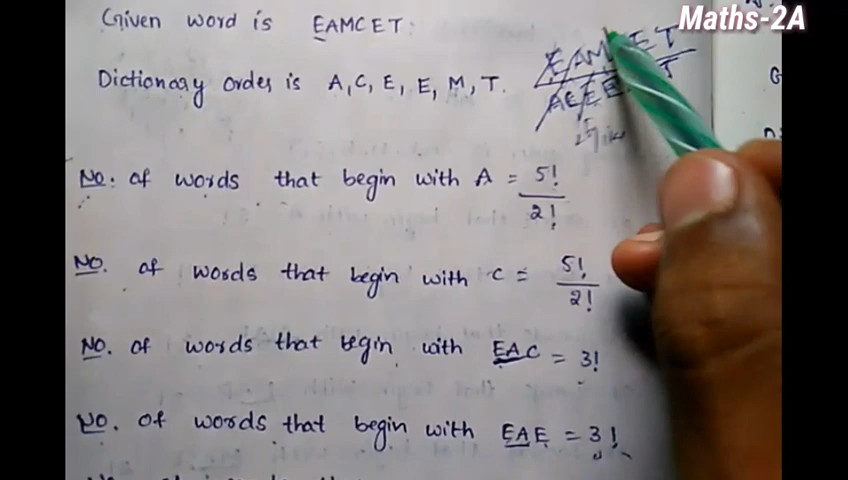 Maths-2A
Given word is EAMCET:
Dictionary order is A, C, E, E, M, T.
No. of words that begin with A = 5!/2!
No. of words that begin with C = 5!/2!
No. of words that begin with EAC = 3!
No. of words that begin with EAE = 3!